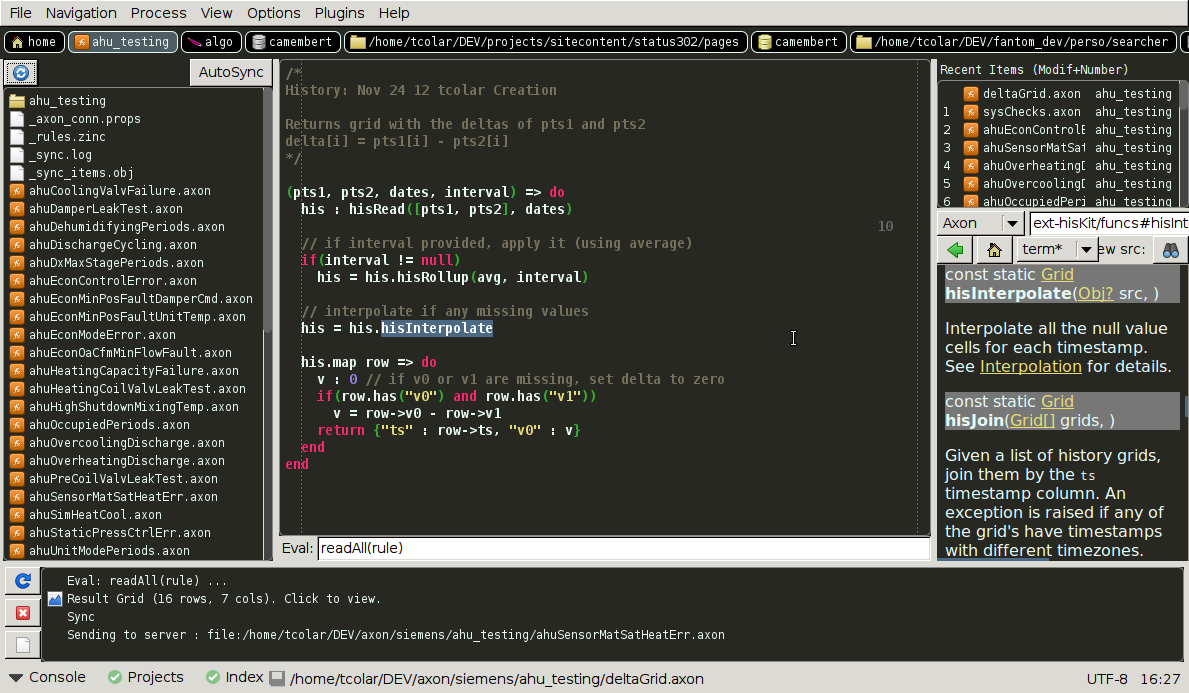 File Navigation Process View Options Plugins Help
home ahu_testing algo camembert /home/tcolar/DEV/projects/sitecontent/status302/pages camembert /home/tcolar/DEV/fantom_dev/perso/searcher
AutoSync
ahu_testing
_axon_conn.props
_rules.zinc
_sync.log
_sync_items.obj
ahuCoolingValvFailure.axon
ahuDamperLeakTest.axon
ahuDehumidifyingPeriods.axon
ahuDischargeCycling.axon
ahuDxMaxStagePeriods.axon
ahuEconControlError.axon
ahuEconMinPosFaultDamperCmd.axon
ahuEconMinPosFaultUnitTemp.axon
ahuEconModeError.axon
ahuEconOaCfmMinFlowFault.axon
ahuHeatingCapacityFailure.axon
ahuHeatingCoilValvLeakTest.axon
ahuHighShutdownMixingTemp.axon
ahuOccupiedPeriods.axon
ahuOvercoolingDischarge.axon
ahuOverheatingDischarge.axon
ahuPreCoilValvLeakTest.axon
ahuSensorMatSatHeatErr.axon
ahuSimHeatCool.axon
ahuStaticPressCtrlErr.axon
ahuUnitModePeriods.axon
/*
History: Nov 24 12 tcolar Creation
Returns grid with the deltas of pts1 and pts2
delta[i] = pts1[i] - pts2[i]
*/
(pts1, pts2, dates, interval) => do
his : hisRead([pts1, pts2], dates)
10
// if interval provided, apply it (using average)
if(interval != null)
his = his.hisRollup(avg, interval)
// interpolate if any missing values
his = his.hisInterpolate
his.map row => do
v : 0 // if v0 or v1 are missing, set delta to zero
if(row.has("v0") and row.has("v1"))
v = row->v0 - row->v1
return {"ts" : row->ts, "v0" : v}
end
end
Eval: readAll(rule)
Recent Items (Modif+Number)
deltaGrid.axon ahu_testing
1 sysChecks.axon ahu_testing
2 ahuEconControlE ahu_testing
3 ahuSensorMatSat ahu_testing
4 ahuOverheatingD ahu_testing
5 ahuOvercoolingD ahu_testing
6 ahuOccupiedPeri ahu_testing
Axon ext-hisKit/funcs#hisInt
term* ew src:
const static Grid
hisInterpolate(Obj? src, )
Interpolate all the null value
cells for each timestamp.
See Interpolation for details.
const static Grid
hisJoin(Grid[] grids, )
Given a list of history grids,
join them by the ts
timestamp column. An
exception is raised if any of
the grid's have timestamps
with different timezones.
Eval: readAll(rule) ...
Result Grid (16 rows, 7 cols). Click to view.
Sync
Sending to server : file:/home/tcolar/DEV/axon/siemens/ahu_testing/ahuSensorMatSatHeatErr.axon
Console Projects Index /home/tcolar/DEV/axon/siemens/ahu_testing/deltaGrid.axon UTF-8 16:27